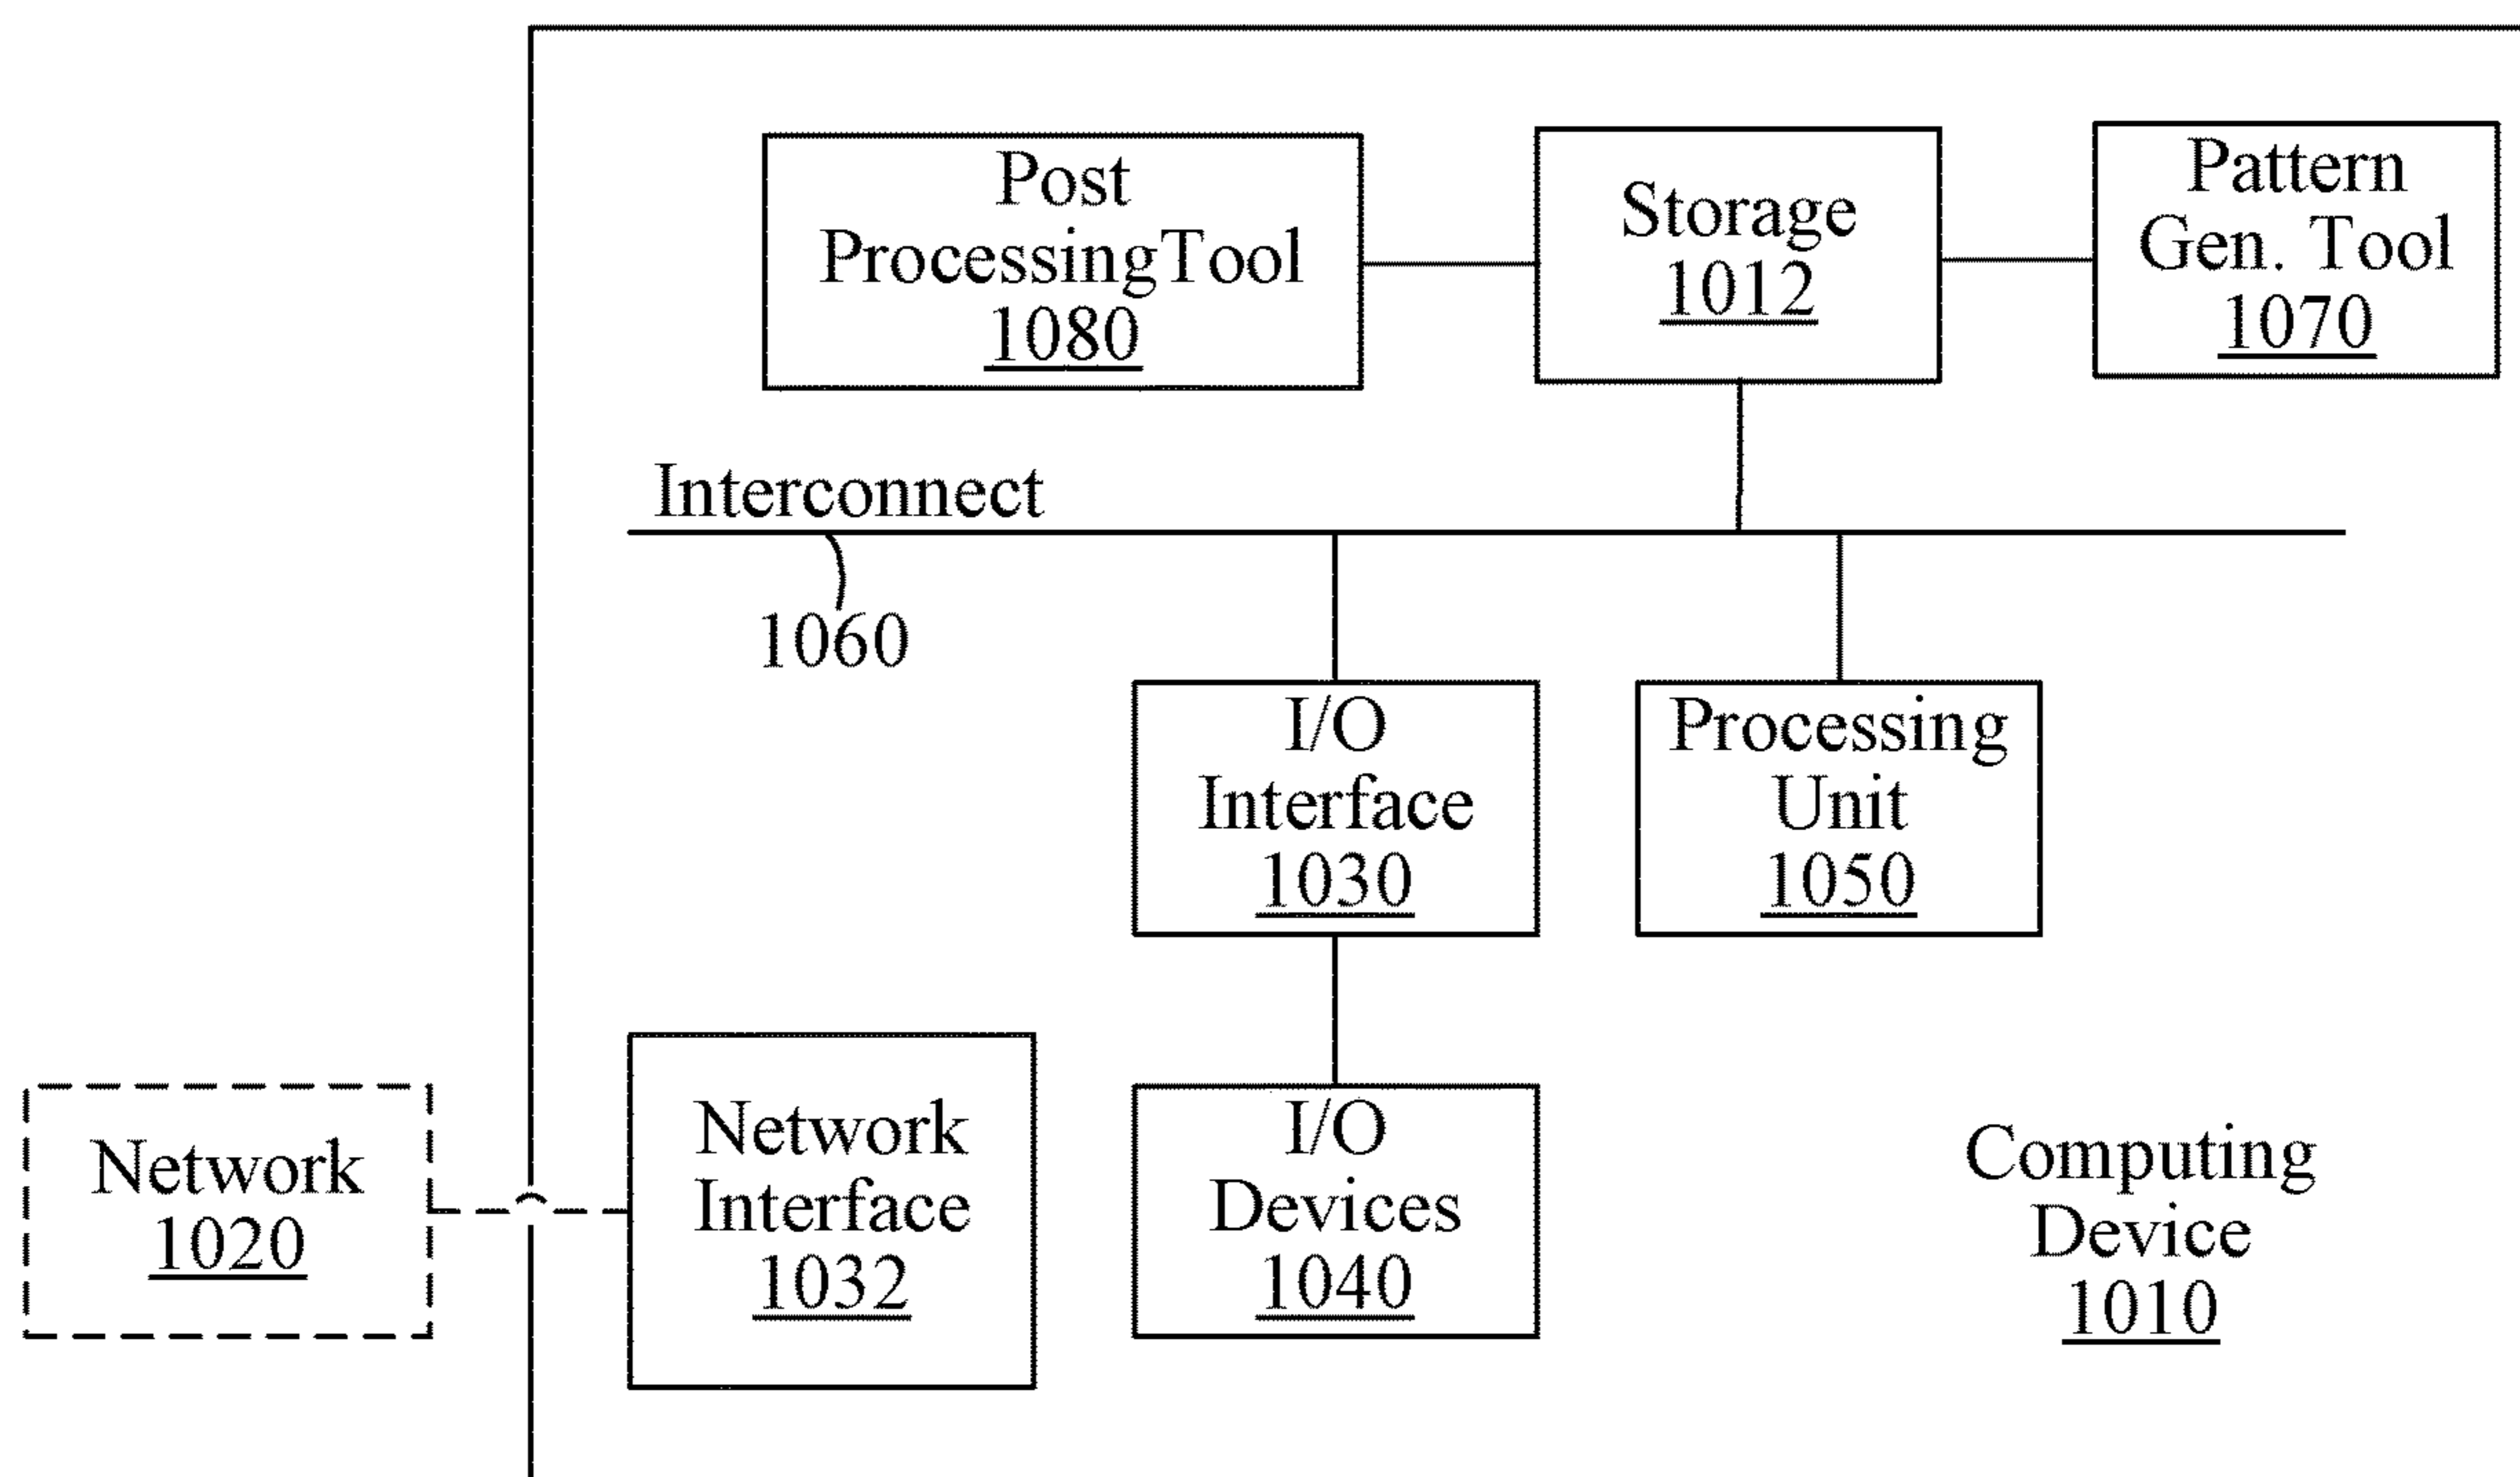 Post
ProcessingTool
1080
Storage
1012
Pattern
Gen. Tool
1070
Interconnect
1060
I/O
Interface
1030
Processing
Unit
1050
Network
1020
Network
Interface
1032
I/O
Devices
1040
Computing
Device
1010